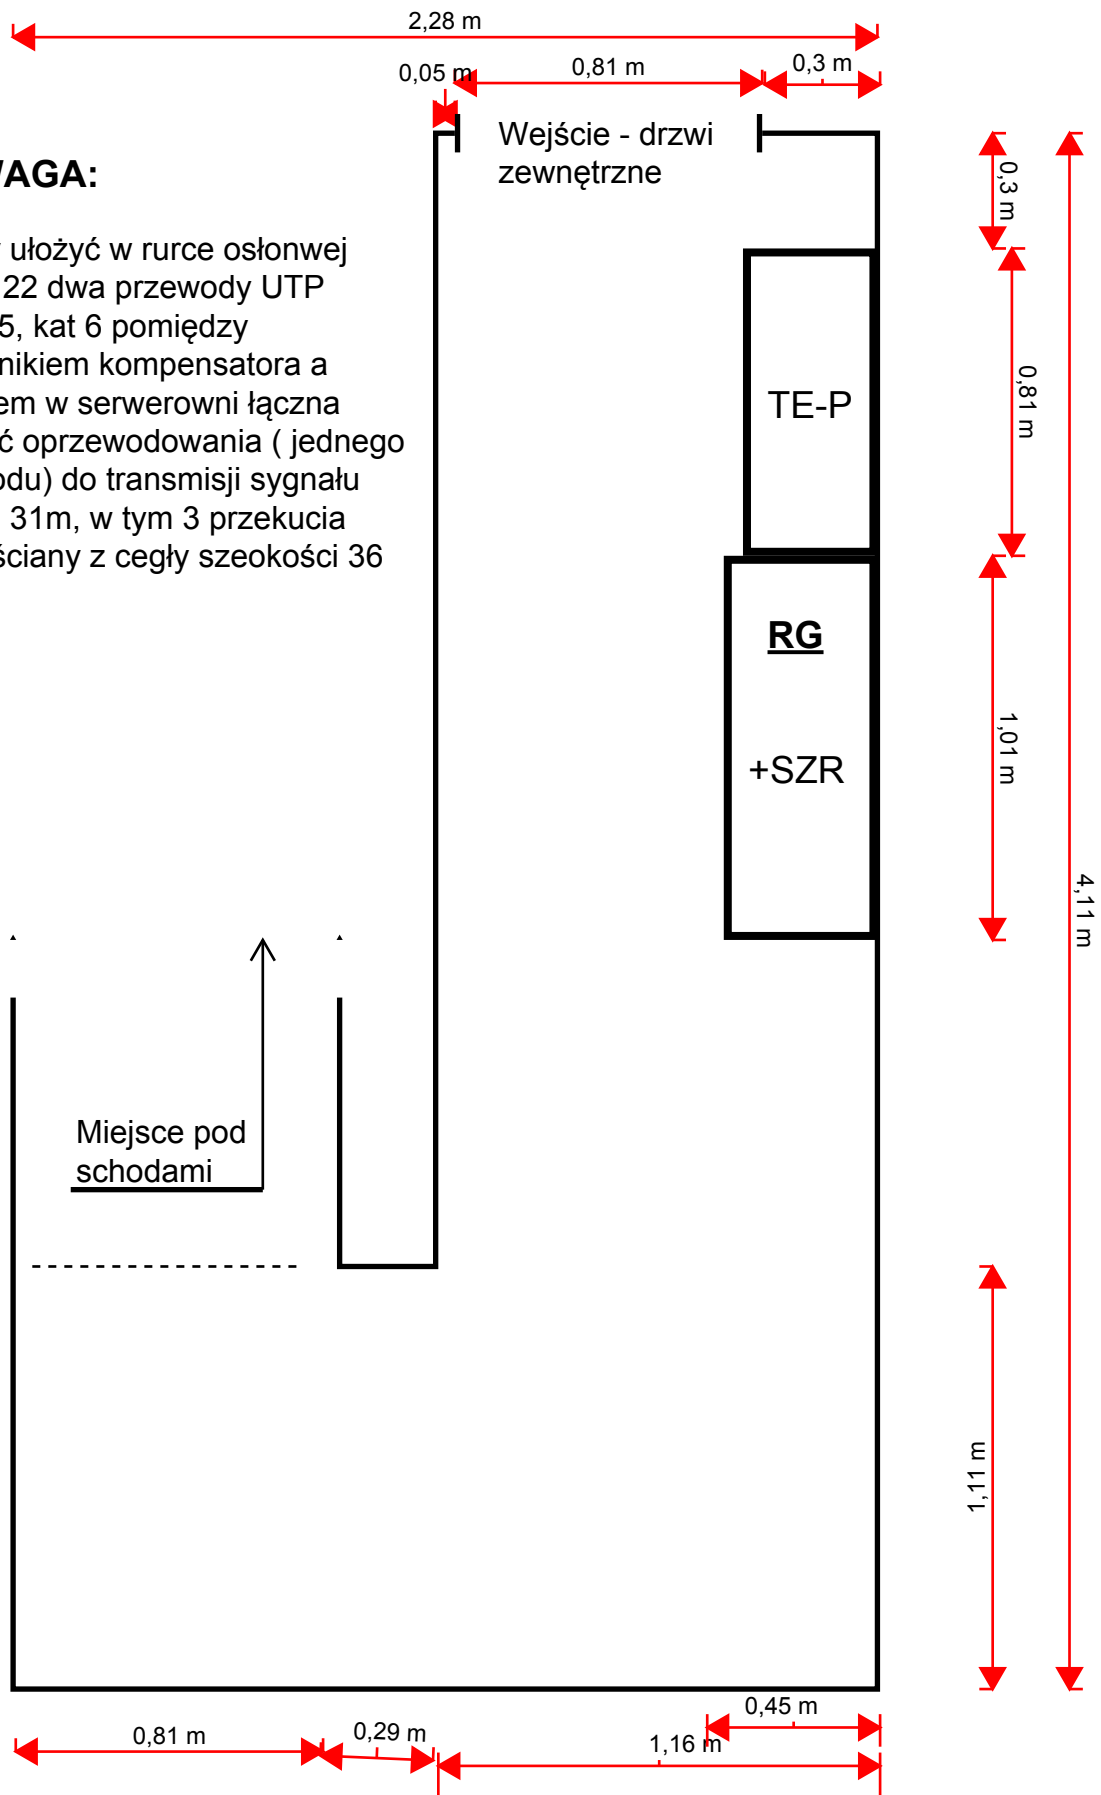 2,28 m
0,05 m
0,81 m
0,3 m
Wejście - drzwi
zewnętrzne
WAGA:
ułożyć w rurce osłonwej
22 dwa przewody UTP
5, kat 6 pomiędzy
nikiem kompensatora a
em w serwerowni łączna
ć oprzewodowania ( jednego
odu) do transmisji sygnału
31m, w tym 3 przekucia
ściany z cegły szeokości 36
0,3 m
0,81 m
TE-P
RG
+SZR
1,01 m
4,11 m
Miejsce pod
schodami
1,11 m
0,81 m
0,29 m
0,45 m
1,16 m